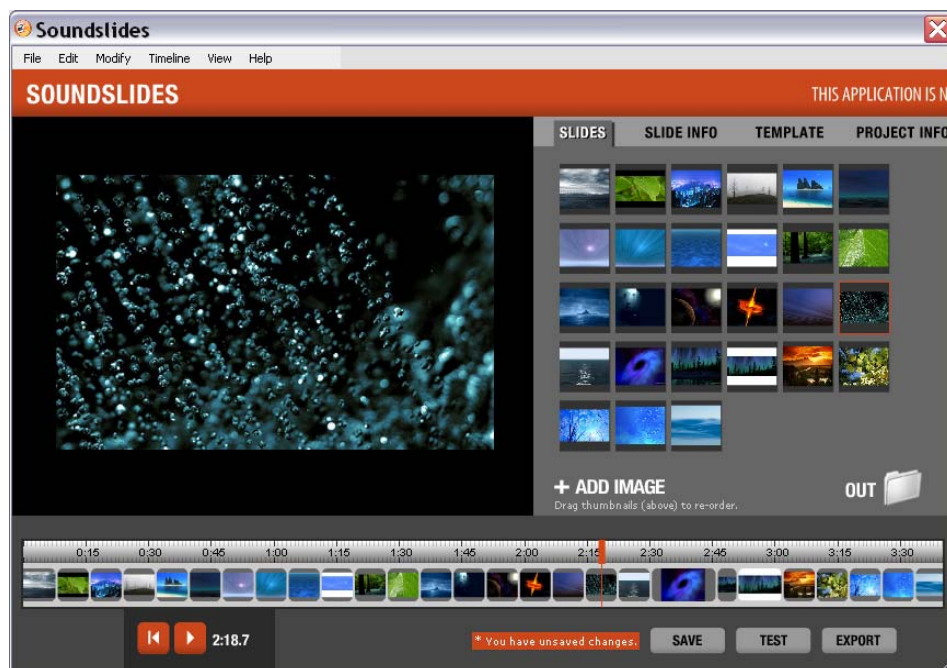 Soundslides
File Edit Modify Timeline View Help
SOUNDSLIDES
THIS APPLICATION IS N
SLIDES SLIDE INFO TEMPLATE PROJECT INFO
+ ADD IMAGE
Drag thumbnails (above) to re-order.
OUT
0:15 0:30 0:45 1:00 1:15 1:30 1:45 2:00 2:15 2:30 2:45 3:00 3:15 3:30
2:18.7
* You have unsaved changes.
SAVE TEST EXPORT